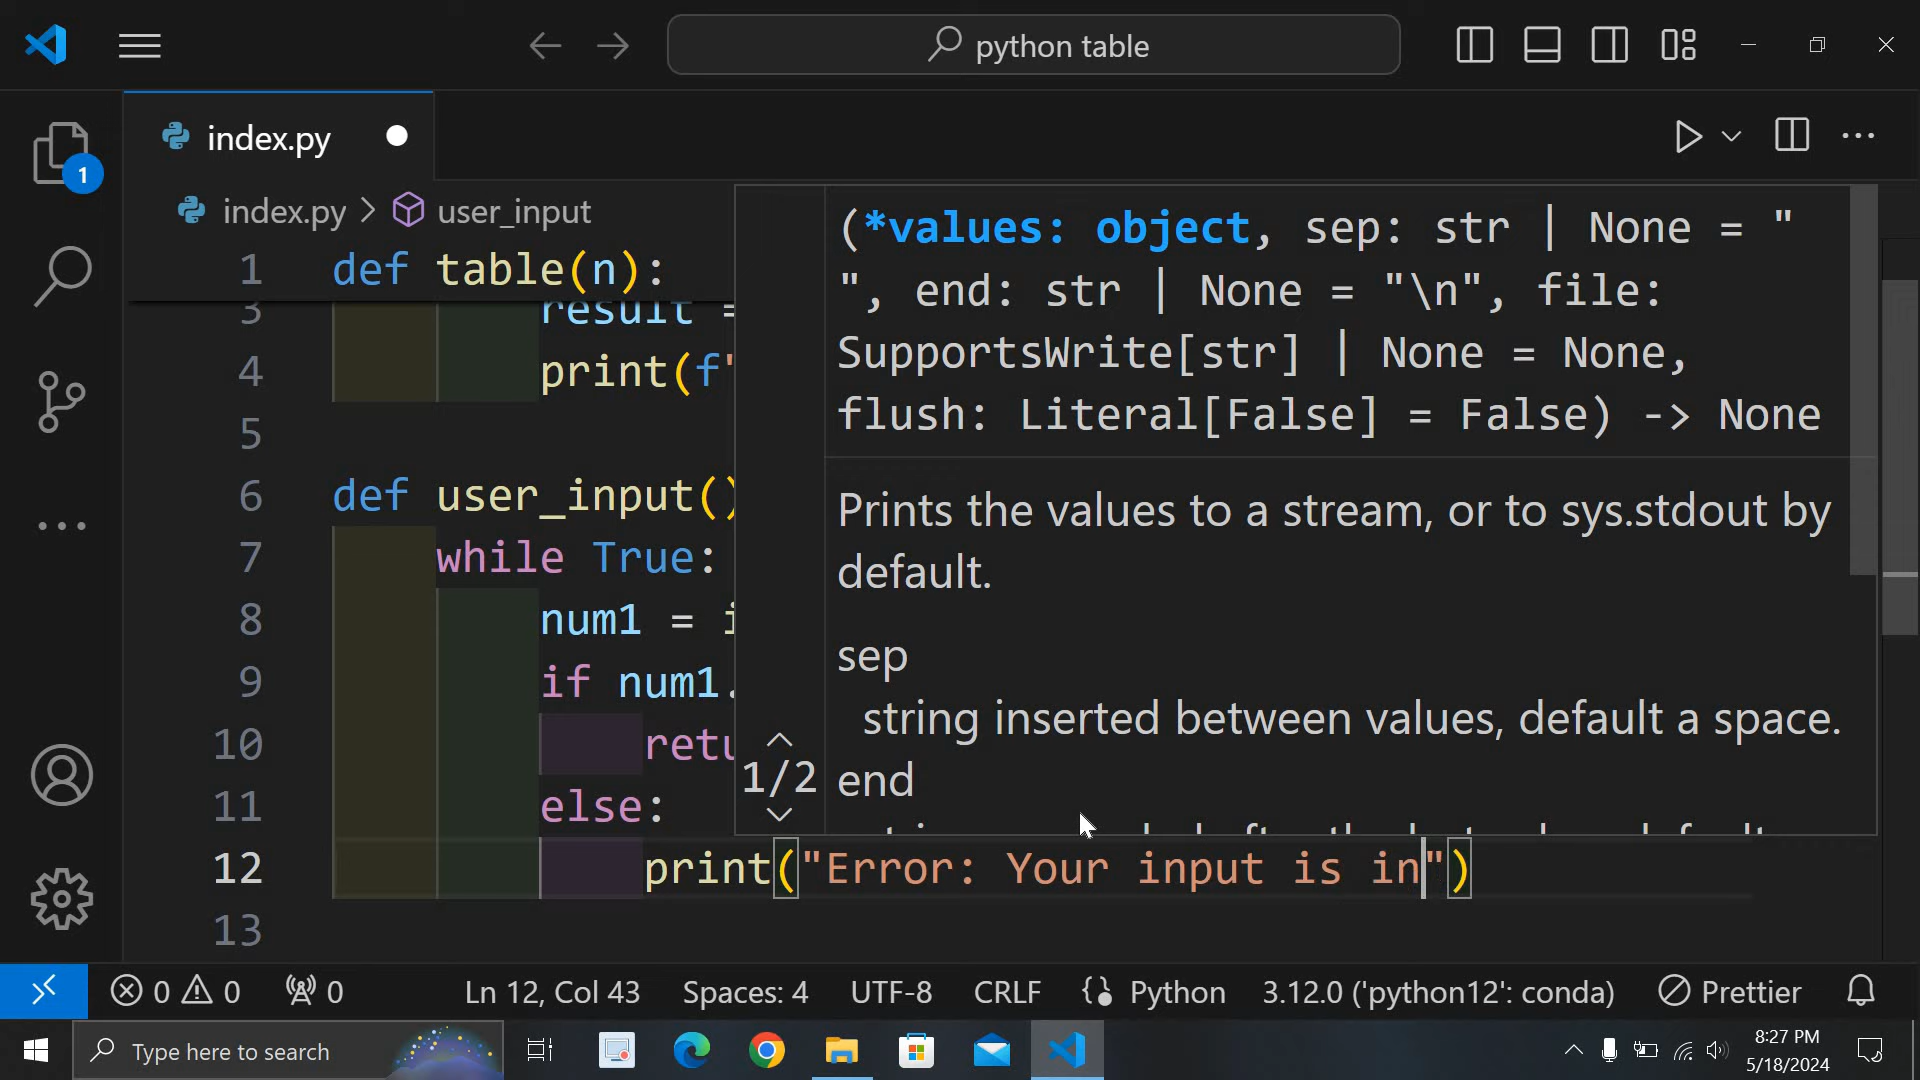 python table
index.py
1
index.py > user_input
1 def table(n):
3 result =
4 print(f'
5
6 def user_input()
7 while True:
8 num1 = i
9 if num1.
10 retu
11 else:
12 print("Error: Your input is in")
13
(*values: object, sep: str | None = "
", end: str | None = "\n", file:
SupportsWrite[str] | None = None,
flush: Literal[False] = False) -> None
Prints the values to a stream, or to sys.stdout by
default.
sep
string inserted between values, default a space.
end
1/2
0 0 0 Ln 12, Col 43 Spaces: 4 UTF-8 CRLF Python 3.12.0 ('python12': conda) Prettier
Type here to search
8:27 PM
5/18/2024